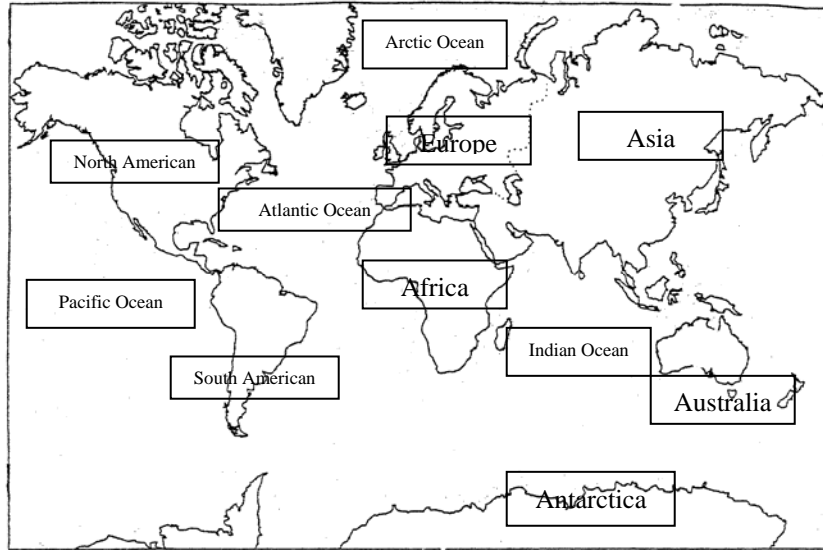 Arctic Ocean
Europe
Asia
North American
Atlantic Ocean
Africa
Pacific Ocean
Indian Ocean
South American
Australia
Antarctica